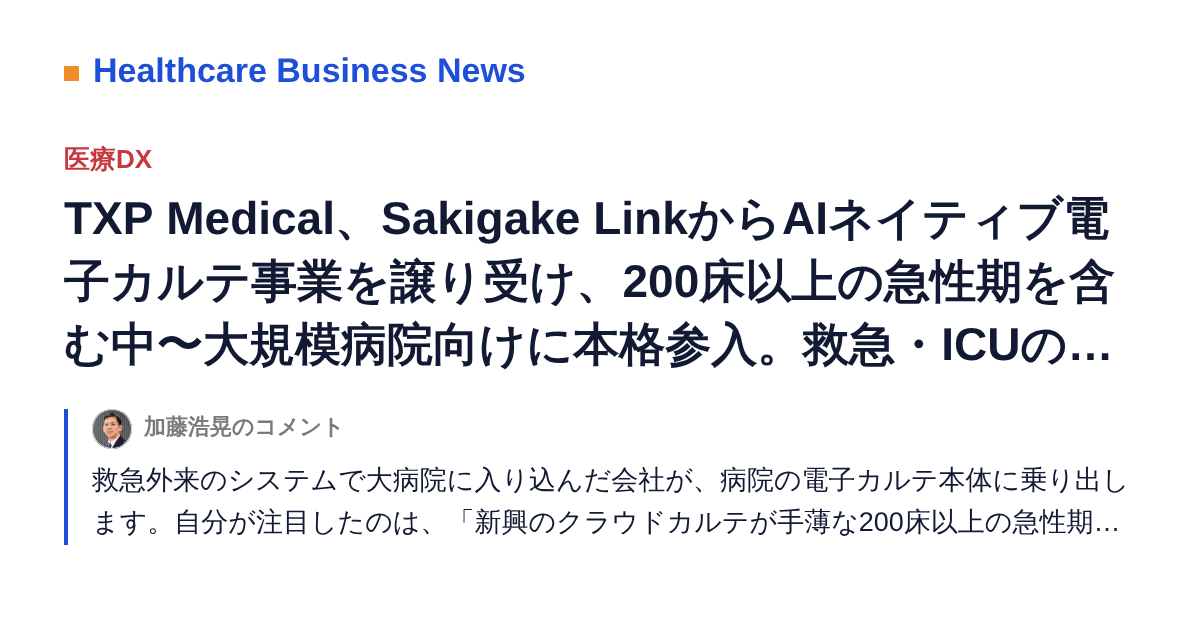 Healthcare Business News
医療DX
TXP Medical、Sakigake LinkからAIネイティブ電
子カルテ事業を譲り受け、200床以上の急性期を含
む中〜大規模病院向けに本格参入。救急・ICUの…
加藤浩晃のコメント
救急外来のシステムで大病院に入り込んだ会社が、病院の電子カルテ本体に乗り出し
ます。自分が注目したのは、「新興のクラウドカルテが手薄な200床以上の急性期…